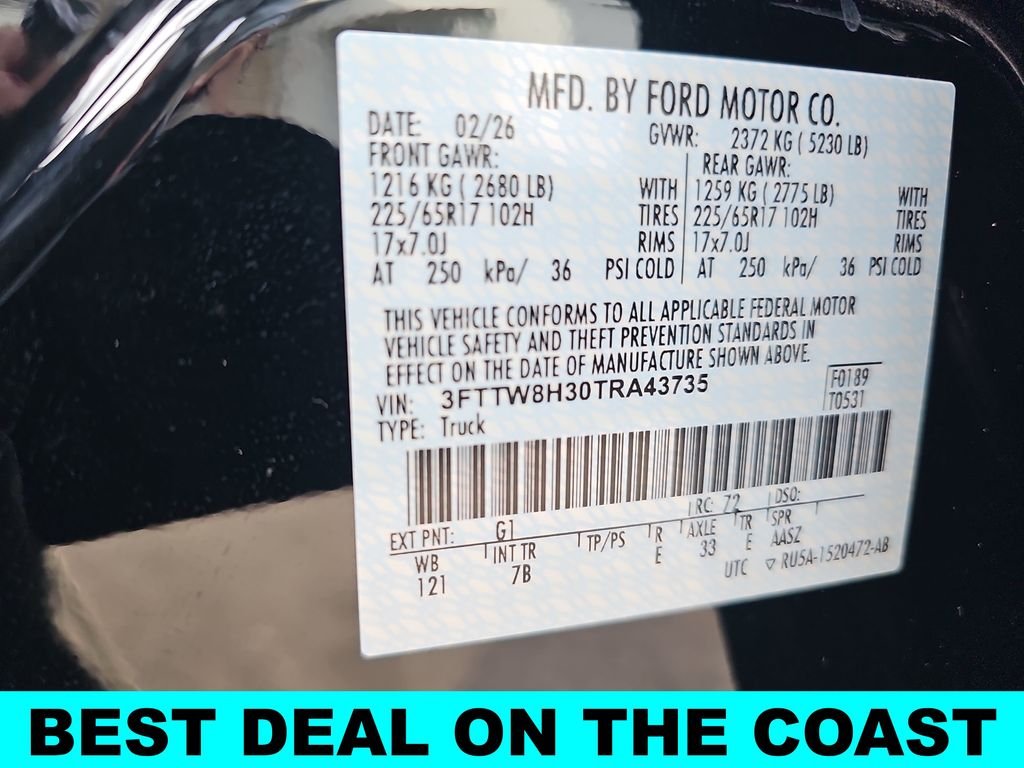 MFD. BY FORD MOTOR CO.
DATE: 02/26 GVWR: 2372 KG ( 5230 LB)
FRONT GAWR: REAR GAWR:
1216 KG ( 2680 LB) WITH 1259 KG ( 2775 LB) WITH
225/65R17 102H TIRES 225/65R17 102H TIRES
17x7.0J RIMS 17x7.0J RIMS
AT 250 kPa/ 36 PSI COLD AT 250 kPa/ 36 PSI COLD
THIS VEHICLE CONFORMS TO ALL APPLICABLE FEDERAL MOTOR
VEHICLE SAFETY AND THEFT PREVENTION STANDARDS IN
EFFECT ON THE DATE OF MANUFACTURE SHOWN ABOVE.
VIN: 3FTTW8H30TRA43735 F0189
TYPE: Truck T0531
EXT PNT: G1 RC: 72 DSO:
WB INT TR TP/PS R AXLE TR SPR
121 7B E 33 E AASZ
UTC ▽ RU5A-1520472-AB
BEST DEAL ON THE COAST